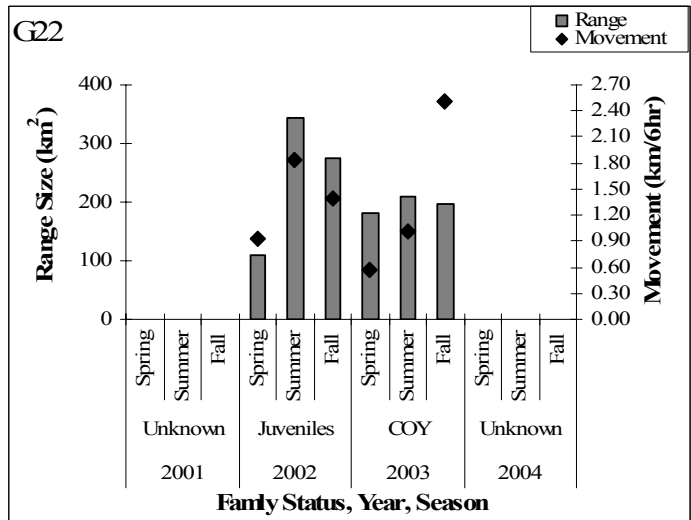 G22
Range
Movement
Range Size (km²)
400
300
200
100
0
2.70
2.40
2.10
1.80
1.50
1.20
0.90
0.60
0.30
0.00
Movement (km/6hr)
Spring Summer Fall Spring Summer Fall Spring Summer Fall Spring Summer Fall
Unknown Juveniles COY Unknown
2001 2002 2003 2004
Famly Status, Year, Season